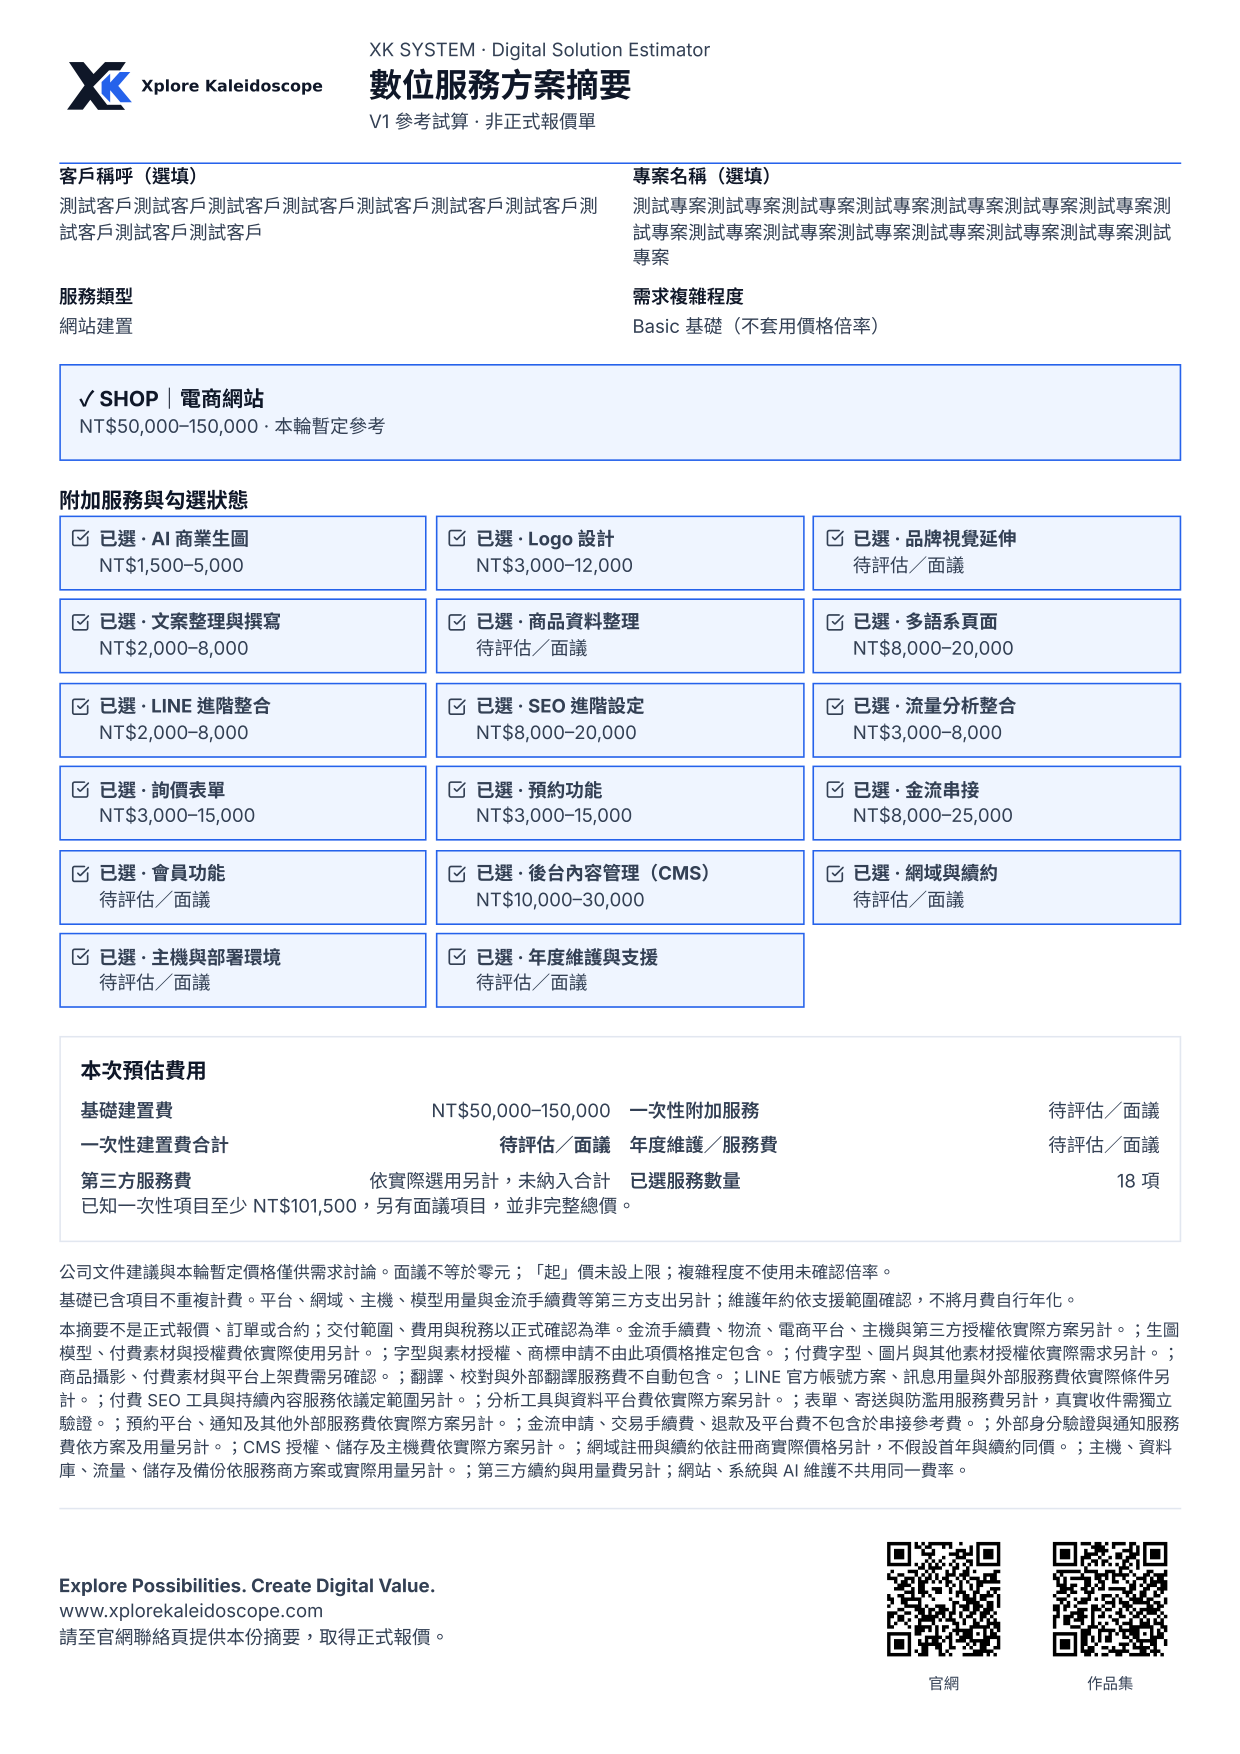 XK SYSTEM · Digital Solution Estimator
Xplore Kaleidoscope
數位服務方案摘要
V1 參考試算 · 非正式報價單
客戶稱呼（選填）
測試客戶測試客戶測試客戶測試客戶測試客戶測試客戶測試客戶測
試客戶測試客戶測試客戶
專案名稱（選填）
測試專案測試專案測試專案測試專案測試專案測試專案測試專案測
試專案測試專案測試專案測試專案測試專案測試專案測試專案測試
專案
服務類型
網站建置
需求複雜程度
Basic 基礎（不套用價格倍率）
✓ SHOP｜電商網站
NT$50,000–150,000 · 本輪暫定參考
附加服務與勾選狀態
已選 · AI 商業生圖
NT$1,500–5,000
已選 · Logo 設計
NT$3,000–12,000
已選 · 品牌視覺延伸
待評估／面議
已選 · 文案整理與撰寫
NT$2,000–8,000
已選 · 商品資料整理
待評估／面議
已選 · 多語系頁面
NT$8,000–20,000
已選 · LINE 進階整合
NT$2,000–8,000
已選 · SEO 進階設定
NT$8,000–20,000
已選 · 流量分析整合
NT$3,000–8,000
已選 · 詢價表單
NT$3,000–15,000
已選 · 預約功能
NT$3,000–15,000
已選 · 金流串接
NT$8,000–25,000
已選 · 會員功能
待評估／面議
已選 · 後台內容管理（CMS）
NT$10,000–30,000
已選 · 網域與續約
待評估／面議
已選 · 主機與部署環境
待評估／面議
已選 · 年度維護與支援
待評估／面議
本次預估費用
基礎建置費 NT$50,000–150,000 一次性附加服務 待評估／面議
一次性建置費合計 待評估／面議 年度維護／服務費 待評估／面議
第三方服務費 依實際選用另計，未納入合計 已選服務數量 18 項
已知一次性項目至少 NT$101,500，另有面議項目，並非完整總價。
公司文件建議與本輪暫定價格僅供需求討論。面議不等於零元；「起」價未設上限；複雜程度不使用未確認倍率。
基礎已含項目不重複計費。平台、網域、主機、模型用量與金流手續費等第三方支出另計；維護年約依支援範圍確認，不將月費自行年化。
本摘要不是正式報價、訂單或合約；交付範圍、費用與稅務以正式確認為準。金流手續費、物流、電商平台、主機與第三方授權依實際方案另計。；生圖
模型、付費素材與授權費依實際使用另計。；字型與素材授權、商標申請不由此項價格推定包含。；付費字型、圖片與其他素材授權依實際需求另計。；
商品攝影、付費素材與平台上架費需另確認。；翻譯、校對與外部翻譯服務費不自動包含。；LINE 官方帳號方案、訊息用量與外部服務費依實際條件另
計。；付費 SEO 工具與持續內容服務依議定範圍另計。；分析工具與資料平台費依實際方案另計。；表單、寄送與防濫用服務費另計，真實收件需獨立
驗證。；預約平台、通知及其他外部服務費依實際方案另計。；金流申請、交易手續費、退款及平台費不包含於串接參考費。；外部身分驗證與通知服務
費依方案及用量另計。；CMS 授權、儲存及主機費依實際方案另計。；網域註冊與續約依註冊商實際價格另計，不假設首年與續約同價。；主機、資料
庫、流量、儲存及備份依服務商方案或實際用量另計。；第三方續約與用量費另計；網站、系統與 AI 維護不共用同一費率。
Explore Possibilities. Create Digital Value.
www.xplorekaleidoscope.com
請至官網聯絡頁提供本份摘要，取得正式報價。
官網
作品集